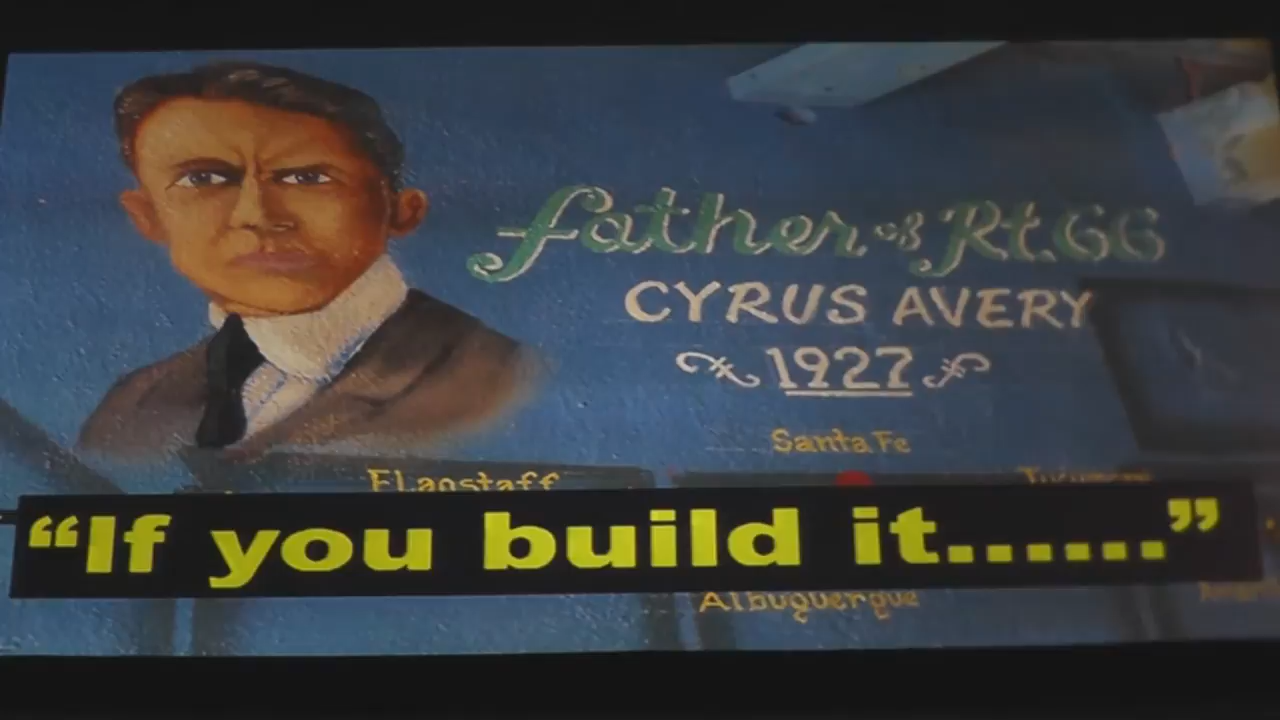 Father of Rt.66
CYRUS AVERY
1927
Santa Fe
Flagstaff
“If you build it......”
Albuquerque